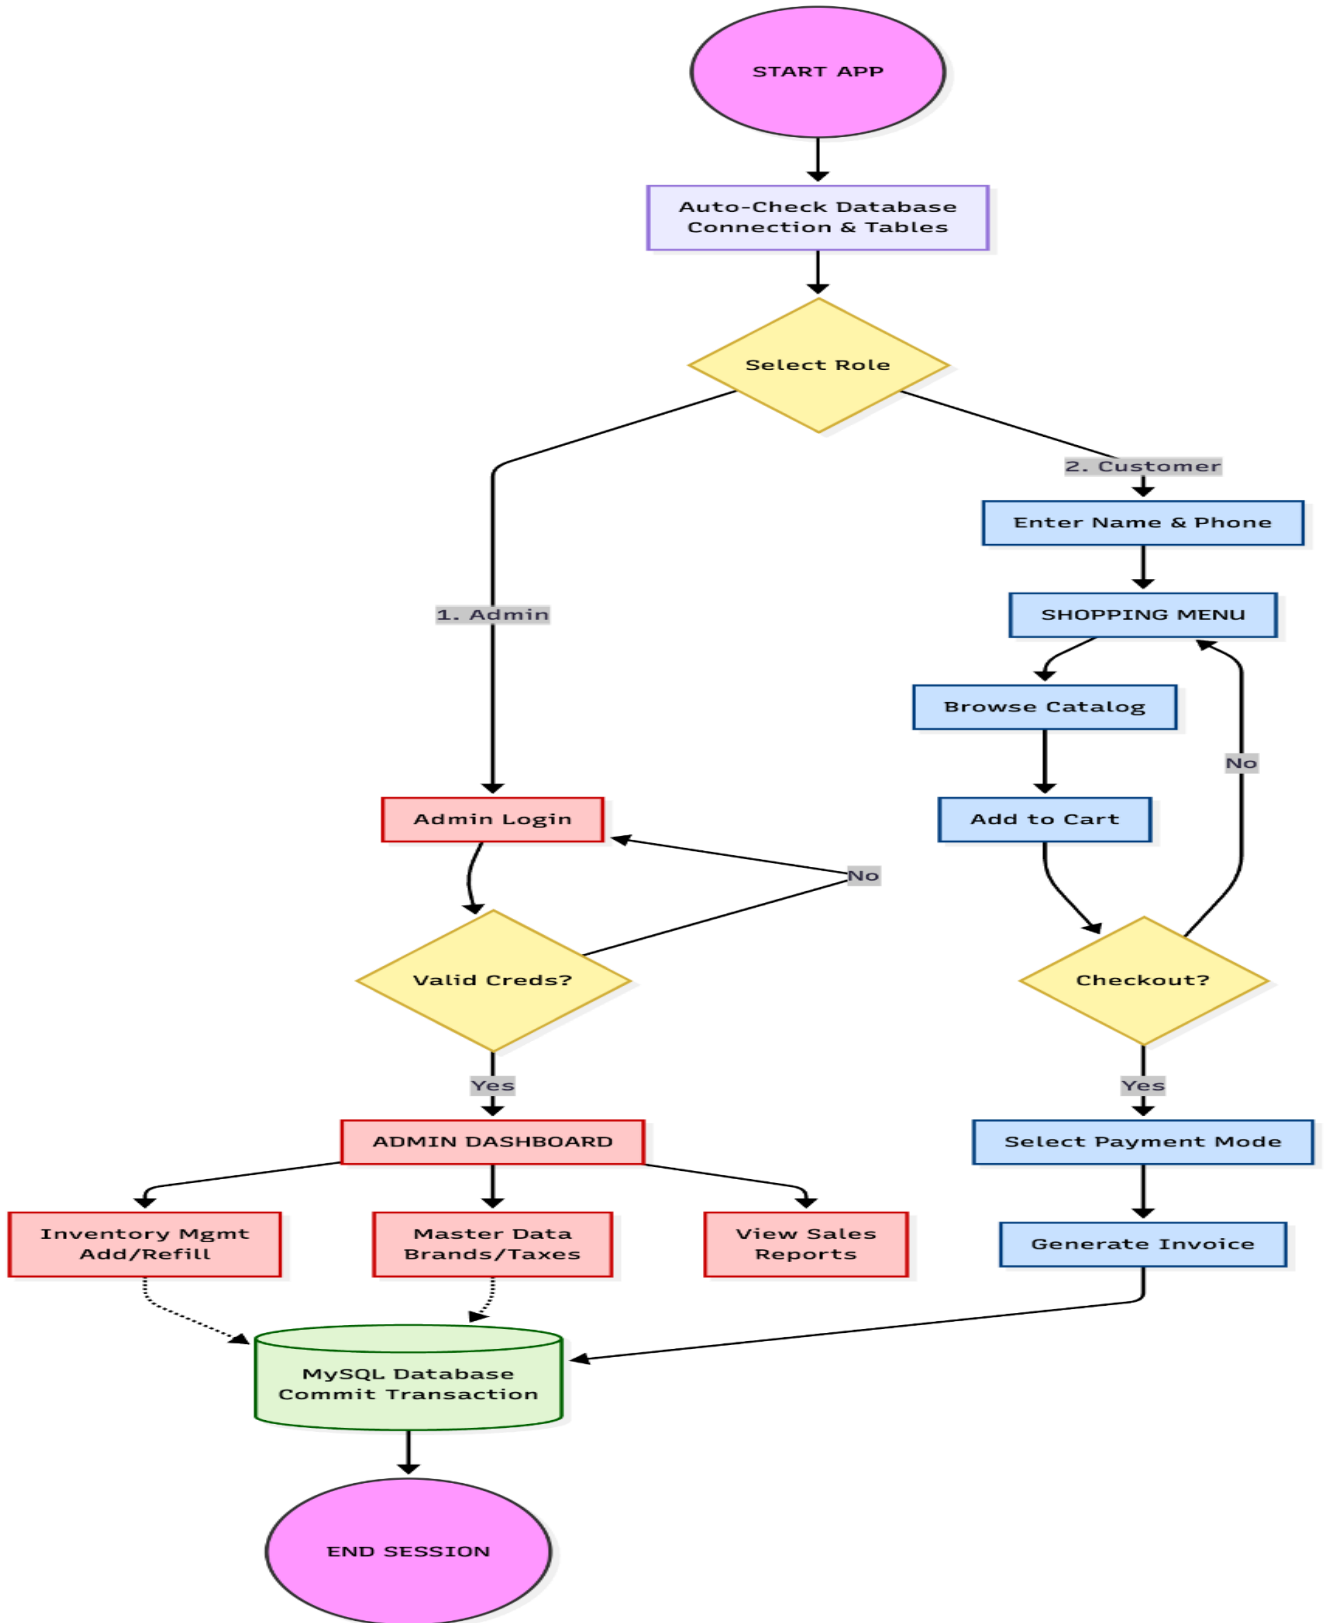 START APP
Auto-Check Database
Connection & Tables
Select Role
2. Customer
Enter Name & Phone
1. Admin
SHOPPING MENU
Browse Catalog
No
Admin Login
Add to Cart
No
Valid Creds?
Checkout?
Yes
Yes
ADMIN DASHBOARD
Select Payment Mode
Inventory Mgmt
Add/Refill
Master Data
Brands/Taxes
View Sales
Reports
Generate Invoice
MySQL Database
Commit Transaction
END SESSION